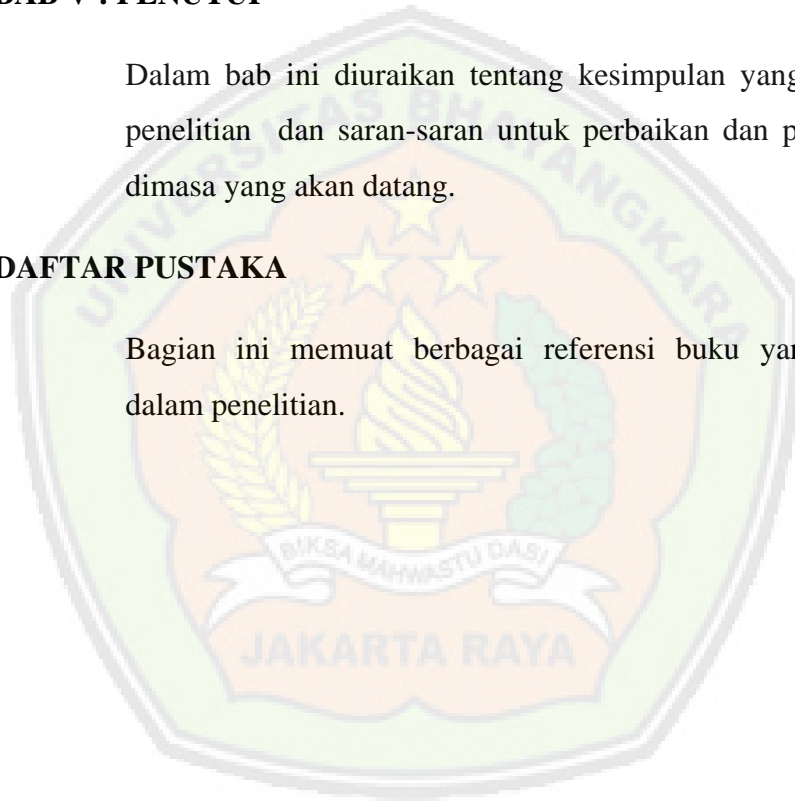 BAB V : PENUTUP
Dalam bab ini diuraikan tentang kesimpulan yang
penelitian dan saran-saran untuk perbaikan dan
dimasa yang akan datang.
DAFTAR PUSTAKA
Bagian ini memuat berbagai referensi buku
dalam penelitian.
UNIVERSITAS BHAYANGKARA
BIKSA MAHWASTU DASI
JAKARTA RAYA